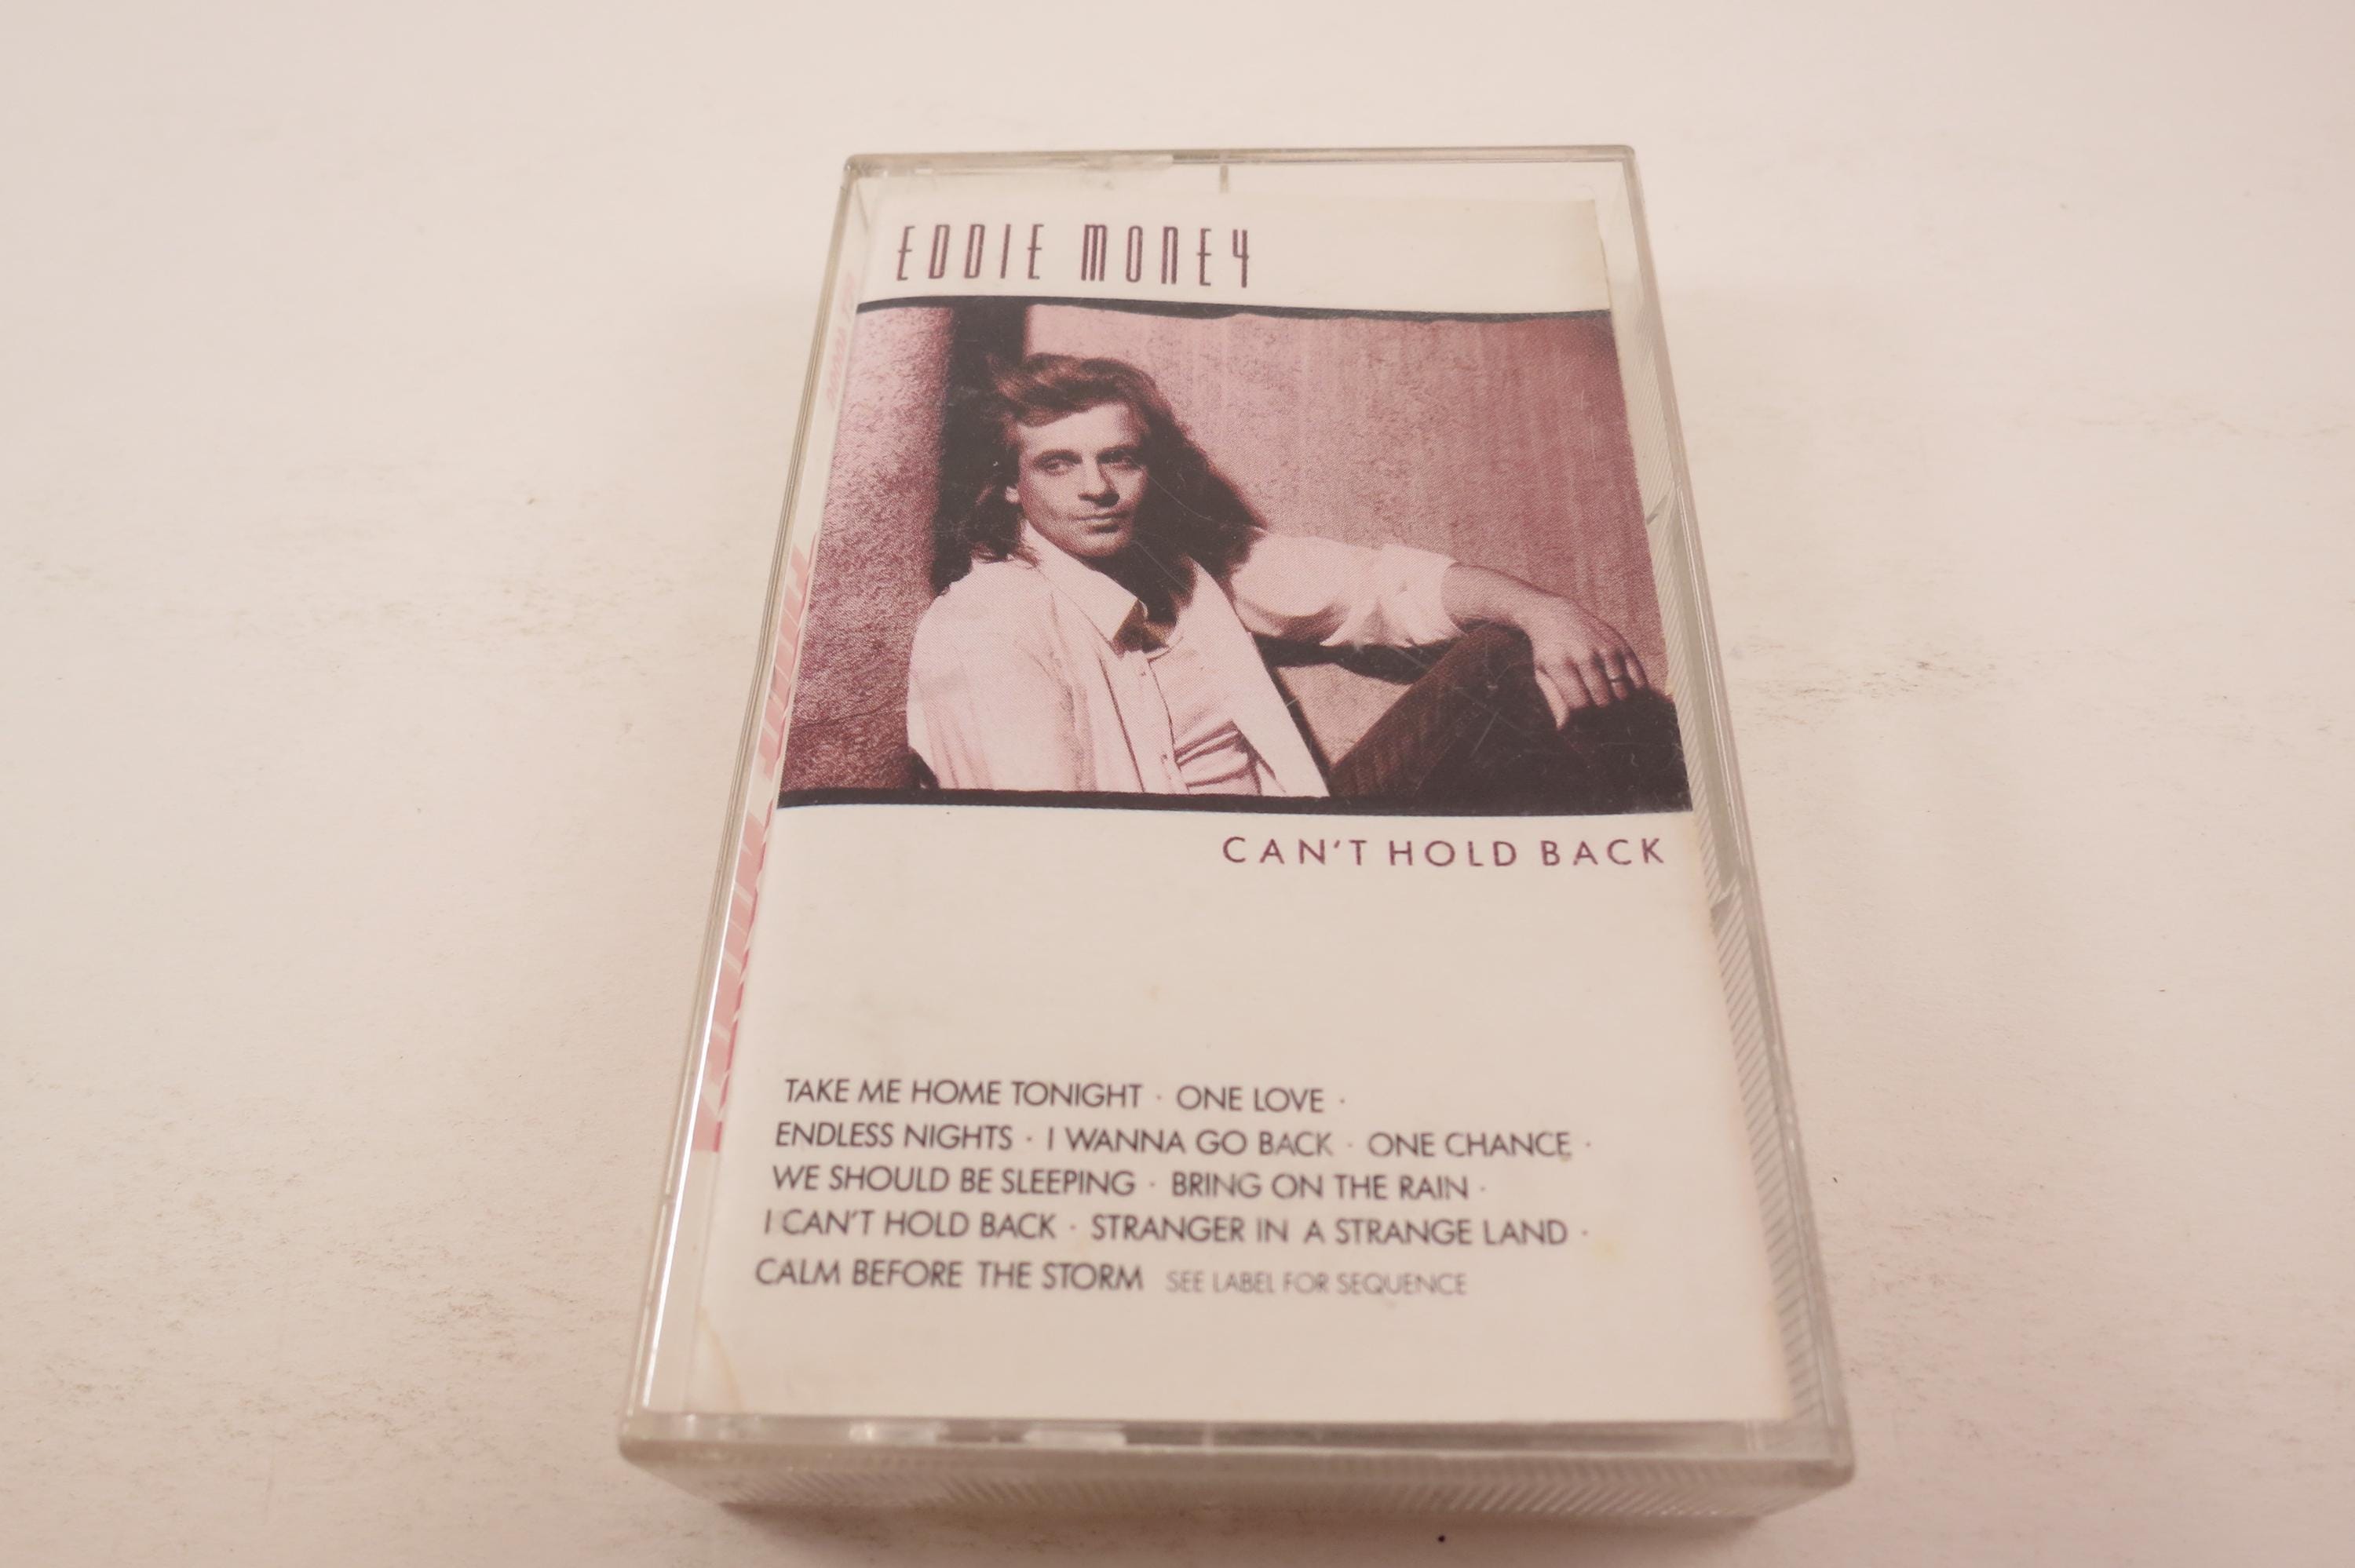 EDDIE MONEY
CAN'T HOLD BACK
TAKE ME HOME TONIGHT · ONE LOVE ·
ENDLESS NIGHTS · I WANNA GO BACK · ONE CHANCE ·
WE SHOULD BE SLEEPING · BRING ON THE RAIN ·
I CAN'T HOLD BACK · STRANGER IN A STRANGE LAND ·
CALM BEFORE THE STORM SEE LABEL FOR SEQUENCE